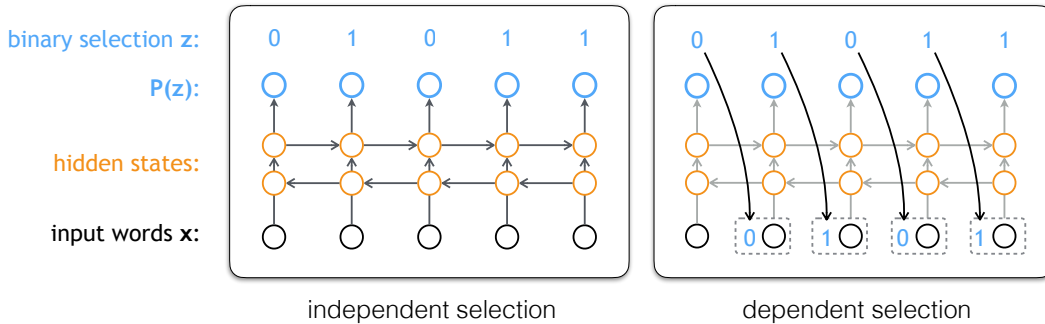 binary selection z: 0 1 0 1 1 0 1 0 1 1
P(z):
hidden states:
input words x: 0 1 0 1
independent selection dependent selection